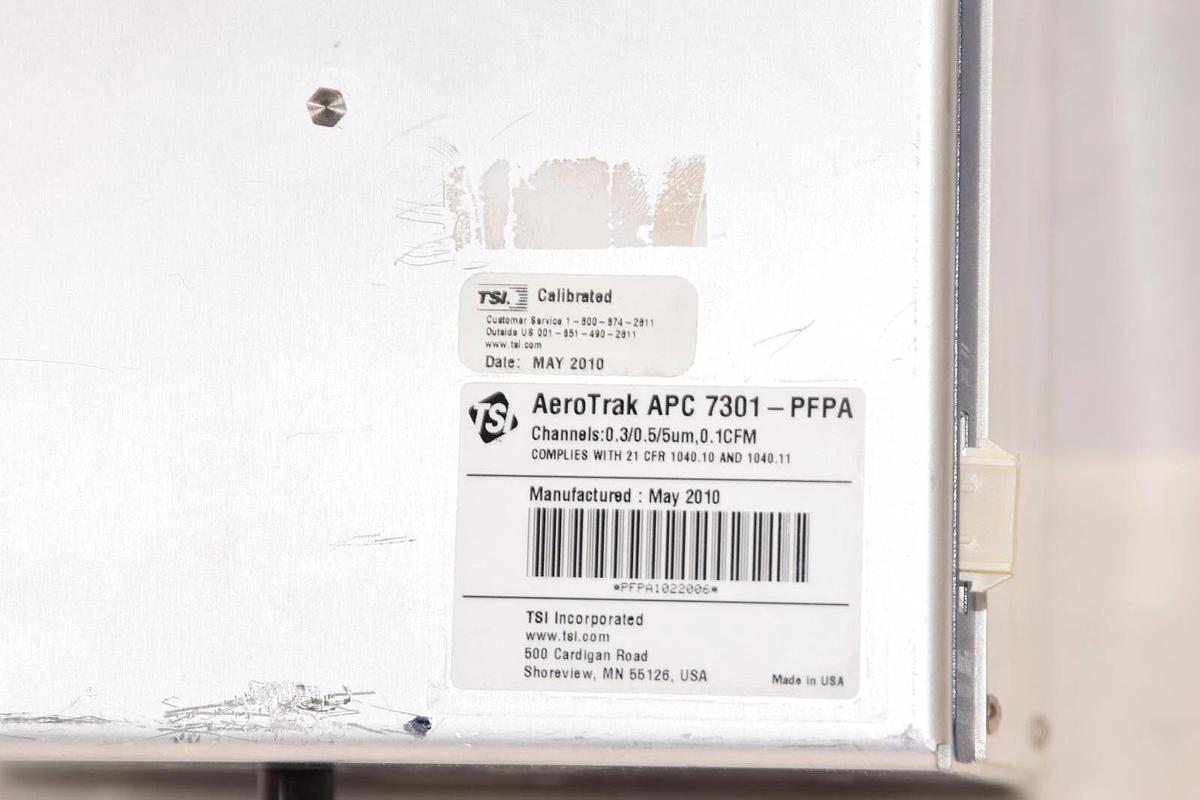 TSI. Calibrated
Customer Service 1-800-874-2811
Outside US 001-651-490-2811
www.tsi.com
Date: MAY 2010
TSI AeroTrak APC 7301-PFPA
Channels:0.3/0.5/5um,0.1CFM
COMPLIES WITH 21 CFR 1040.10 AND 1040.11
Manufactured : May 2010
*PFPA1022006*
TSI Incorporated
www.tsi.com
500 Cardigan Road
Shoreview, MN 55126, USA
Made in USA